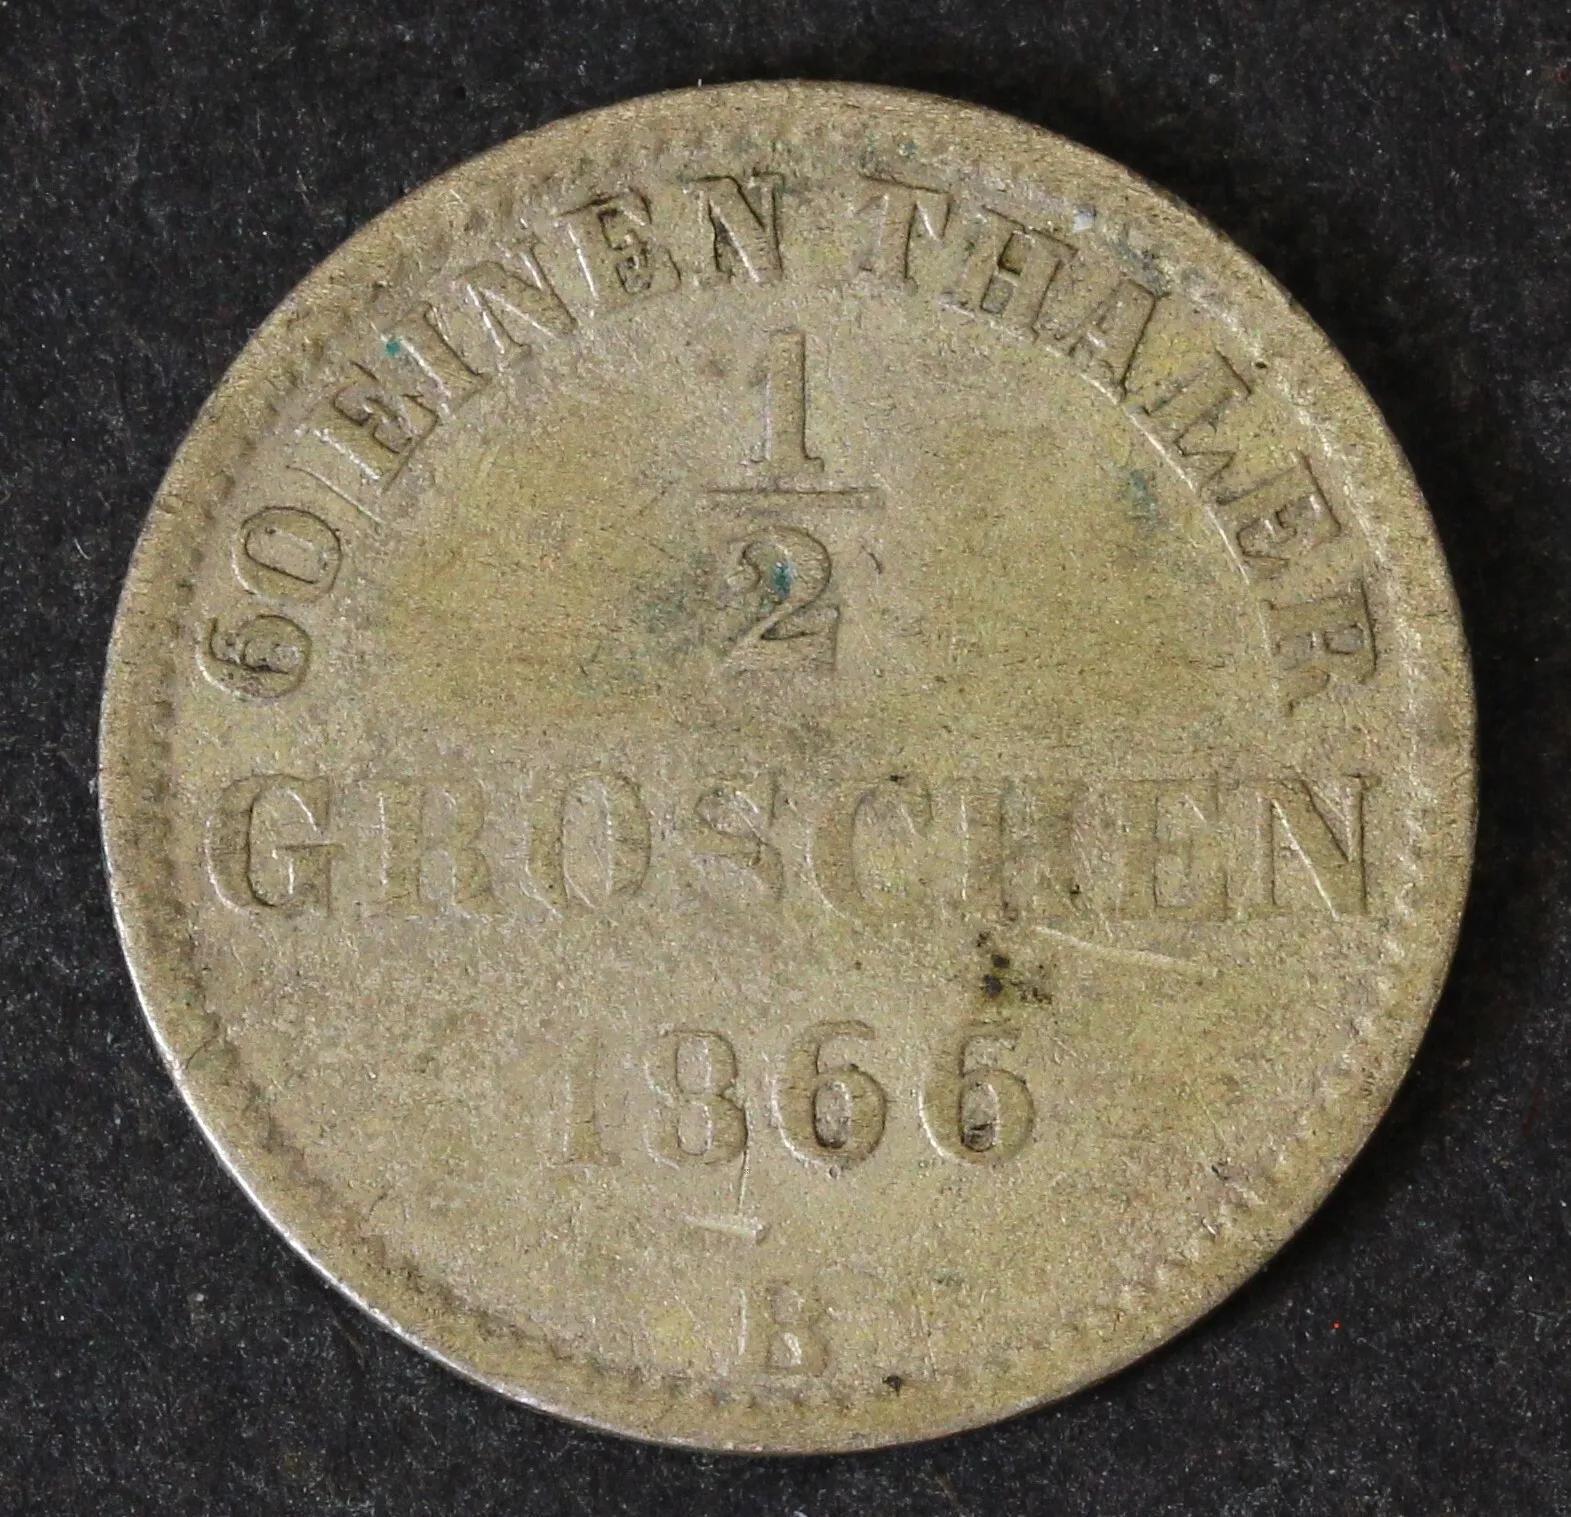 60 EINEN THALER
1
2
GROSCHEN
1866
B